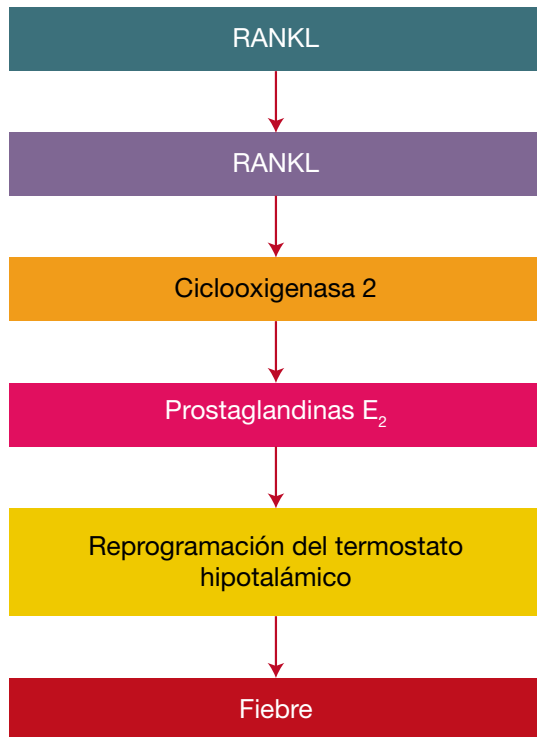 RANKL
RANKL
Ciclooxigenasa 2
Prostaglandinas E₂
Reprogramación del termostato
hipotalámico
Fiebre